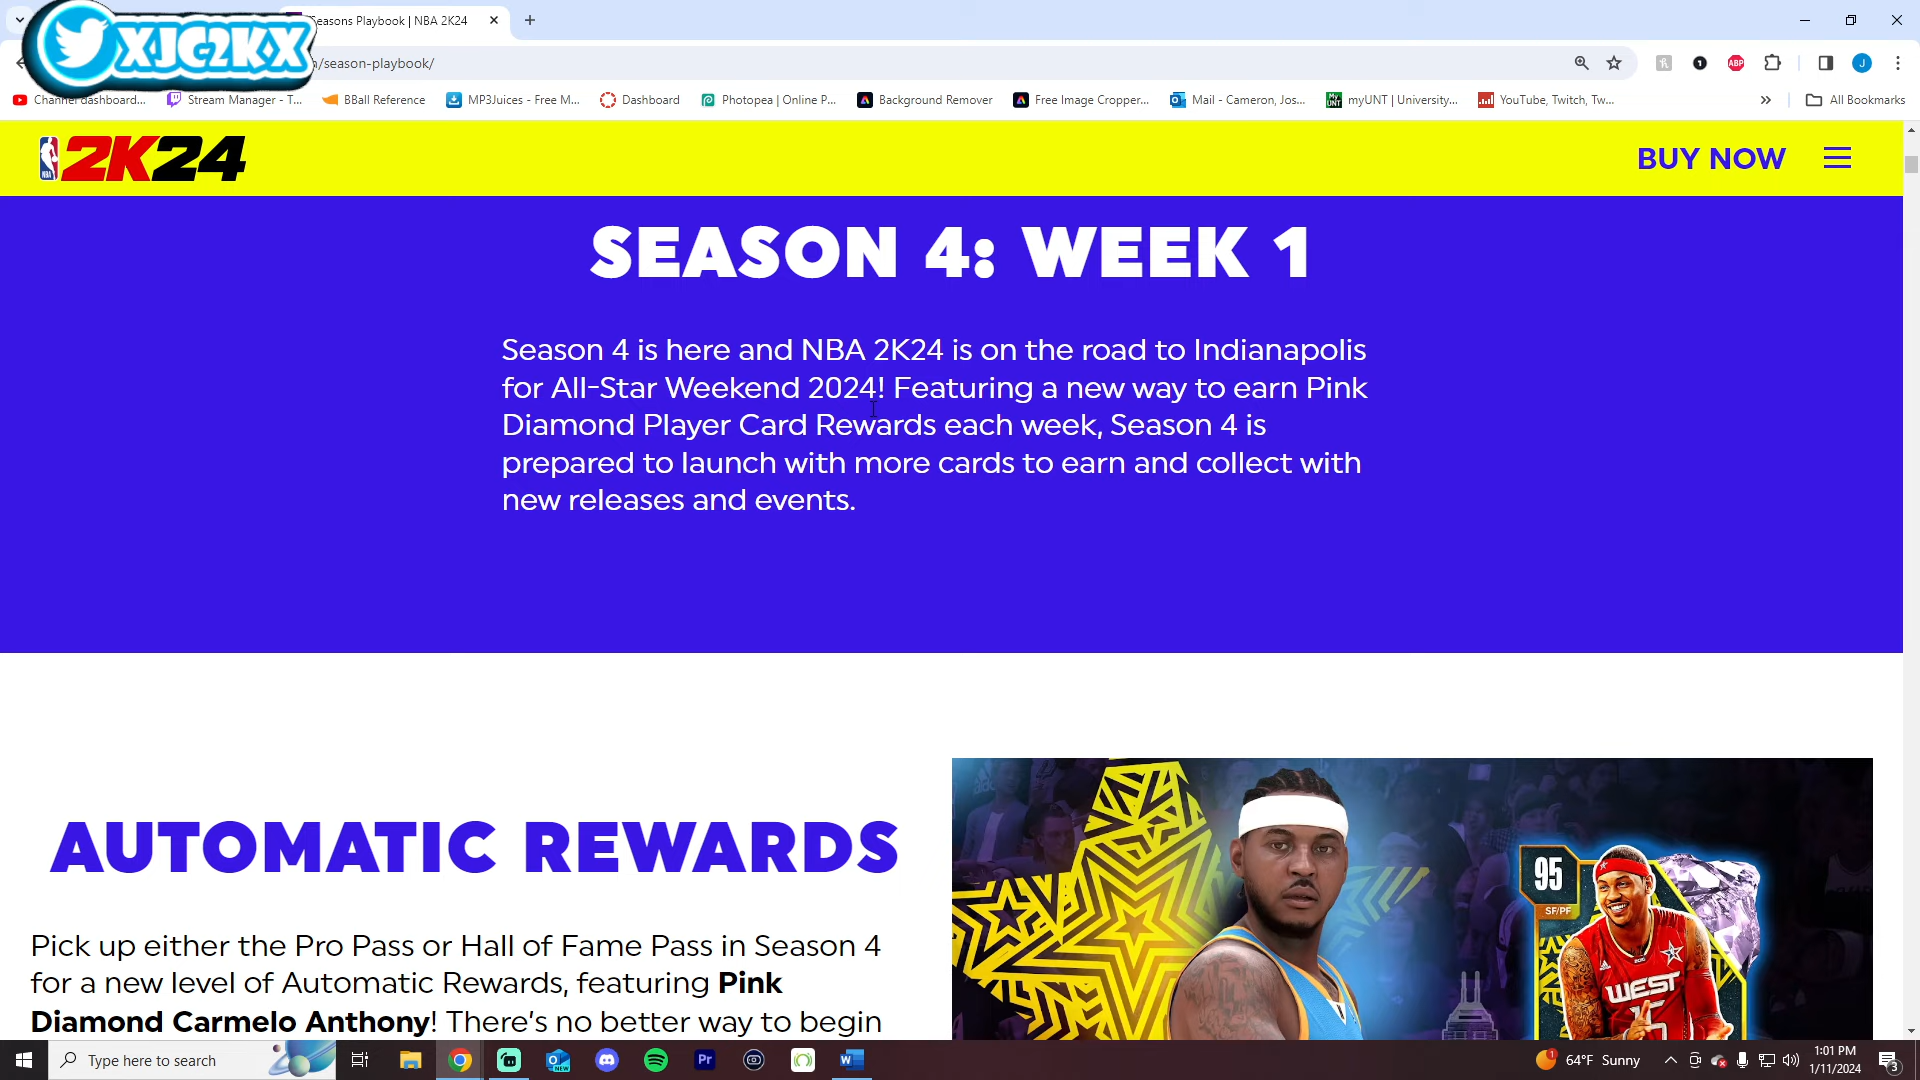 XJC2KX
Seasons Playbook | NBA 2K24
/season-playbook/
Channel dashboard...
Stream Manager - T...
BBall Reference
MP3Juices - Free M...
Dashboard
Photopea | Online P...
Background Remover
Free Image Cropper...
Mail - Cameron, Jos...
myUNT | University...
YouTube, Twitch, Tw...
All Bookmarks
NBA 2K24
BUY NOW
SEASON 4: WEEK 1
Season 4 is here and NBA 2K24 is on the road to Indianapolis
for All-Star Weekend 2024! Featuring a new way to earn Pink
Diamond Player Card Rewards each week, Season 4 is
prepared to launch with more cards to earn and collect with
new releases and events.
AUTOMATIC REWARDS
Pick up either the Pro Pass or Hall of Fame Pass in Season 4
for a new level of Automatic Rewards, featuring Pink
Diamond Carmelo Anthony! There's no better way to begin
95
SF/PF
WEST
15
Type here to search
64°F Sunny
1:01 PM
1/11/2024
3